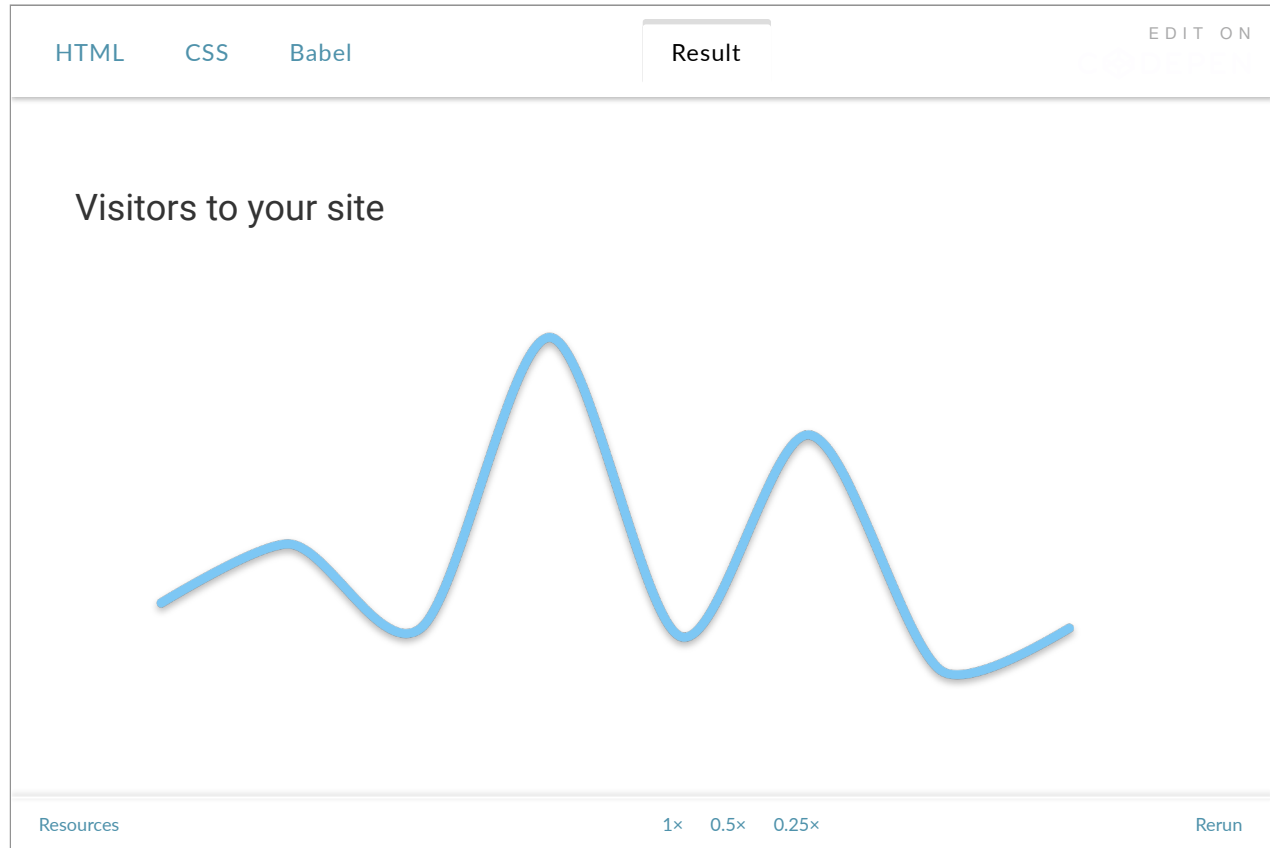 HTML CSS Babel Result EDIT ON
Visitors to your site
Resources 1× 0.5× 0.25× Rerun